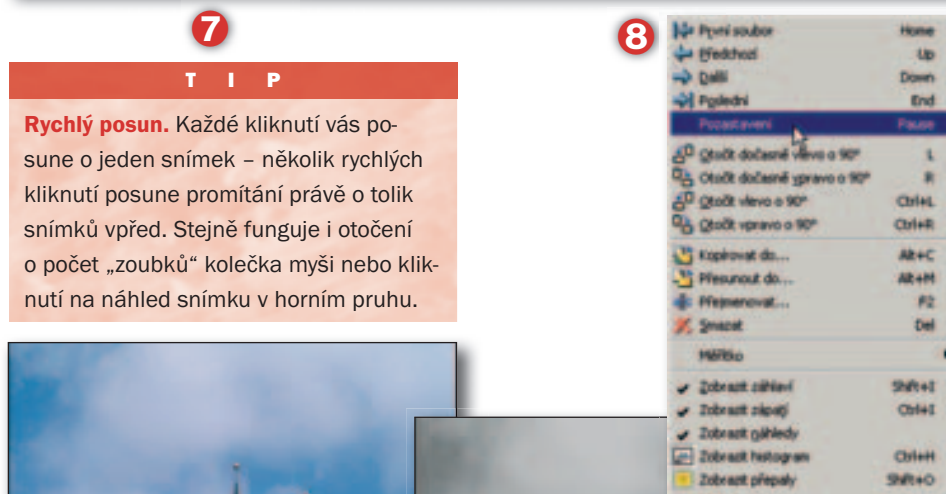 7
TIP
Rychlý posun. Každé kliknutí vás po-
sune o jeden snímek – několik rychlých
kliknutí posune promítání právě o tolik
snímků vpřed. Stejně funguje i otočení
o počet „zoubků“ kolečka myši nebo klik-
nutí na náhled snímku v horním pruhu.
8
První soubor Home
Předchozí Up
Další Down
Poslední End
Pozastavení Pause
Otočit dočasně vlevo o 90° L
Otočit dočasně vpravo o 90° R
Otočit vlevo o 90° Ctrl+L
Otočit vpravo o 90° Ctrl+R
Kopírovat do... Alt+C
Přesunout do... Alt+M
Přejmenovat... F2
Smazat Del
Měřítko
Zobrazit záhlaví Shift+I
Zobrazit zápatí Ctrl+I
Zobrazit náhledy
Zobrazit histogram Ctrl+H
Zobrazit přepaly Shift+O